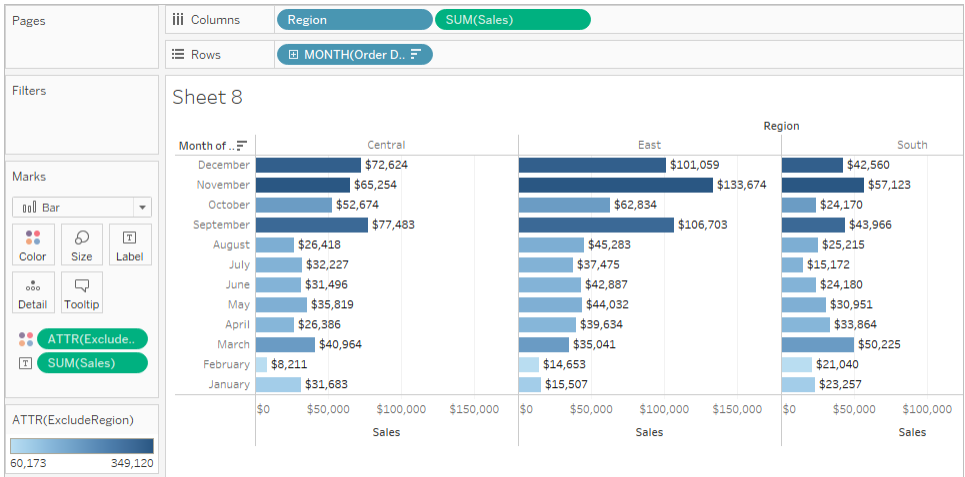 Pages
Columns
Region
SUM(Sales)
Rows
MONTH(Order D..
Filters
Marks
Bar
Color
Size
Label
Detail
Tooltip
ATTR(Exclude..
SUM(Sales)
ATTR(ExcludeRegion)
60,173 349,120
Sheet 8
Region
Month of .. Central East South
December $72,624 $101,059 $42,560
November $65,254 $133,674 $57,123
October $52,674 $62,834 $24,170
September $77,483 $106,703 $43,966
August $26,418 $45,283 $25,215
July $32,227 $37,475 $15,172
June $31,496 $42,887 $24,180
May $35,819 $44,032 $30,951
April $26,386 $39,634 $33,864
March $40,964 $35,041 $50,225
February $8,211 $14,653 $21,040
January $31,683 $15,507 $23,257
$0 $50,000 $100,000 $150,000 $0 $50,000 $100,000 $150,000 $0 $50,000 $100,000
Sales Sales Sales